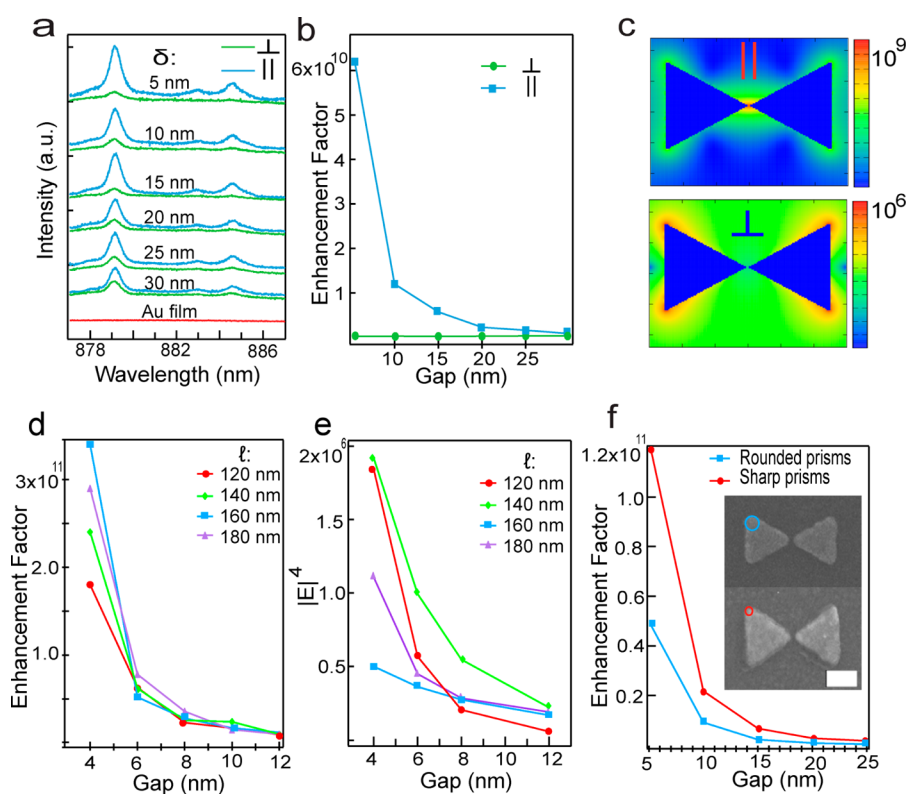 a
δ:
⊥
||
5 nm
10 nm
15 nm
20 nm
25 nm
30 nm
Au film
Intensity (a.u.)
878 882 886
Wavelength (nm)
b
6x10^10
4
3
2
1
⊥
||
Enhancement Factor
10 15 20 25
Gap (nm)
c
||
10^9
⊥
10^6
d
3x10^11
2.0
1.0
ℓ:
120 nm
140 nm
160 nm
180 nm
Enhancement Factor
4 6 8 10 12
Gap (nm)
e
2x10^6
1.5
1.0
0.5
ℓ:
120 nm
140 nm
160 nm
180 nm
|E|^4
4 6 8 10 12
Gap (nm)
f
1.2x10^11
1.0
0.8
0.6
0.4
0.2
Rounded prisms
Sharp prisms
Enhancement Factor
5 10 15 20 25
Gap (nm)